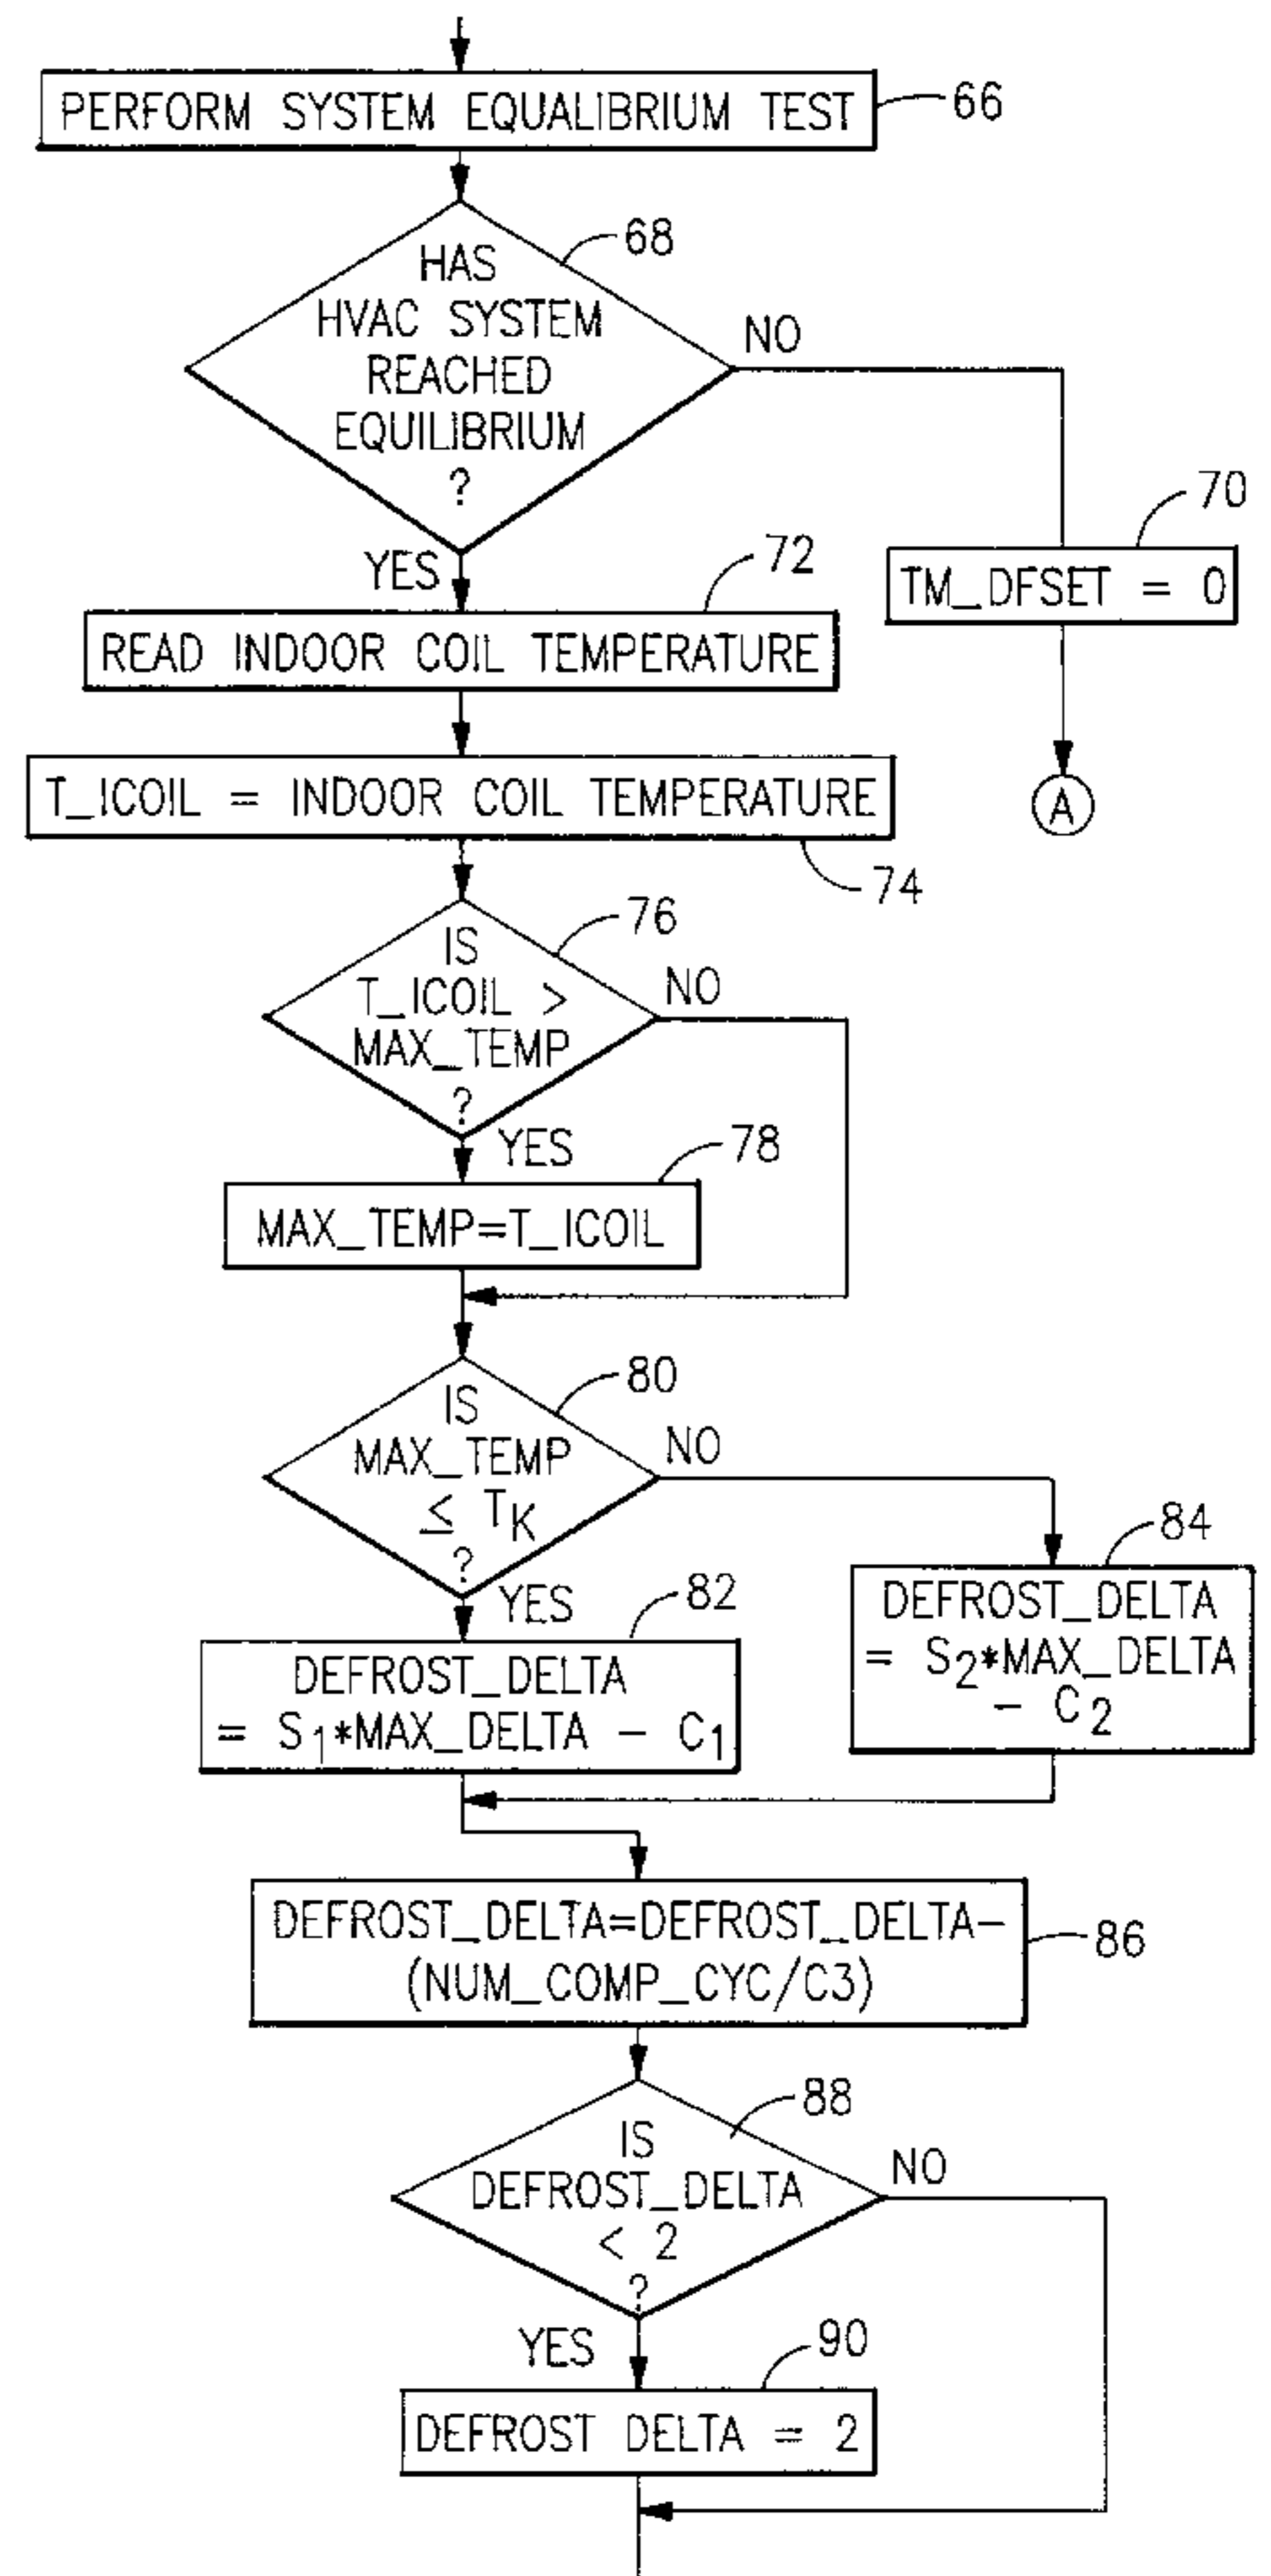 PERFORM SYSTEM EQUALIBRIUM TEST
66
HAS
HVAC SYSTEM
REACHED
EQUILIBRIUM
?
68
NO
YES
70
TM_DFSET = 0
A
72
READ INDOOR COIL TEMPERATURE
T_ICOIL = INDOOR COIL TEMPERATURE
74
IS
T_ICOIL >
MAX_TEMP
?
76
NO
YES
78
MAX_TEMP=T_ICOIL
IS
MAX_TEMP
≤ TK
?
80
NO
YES
82
DEFROST_DELTA
= S1*MAX_DELTA - C1
84
DEFROST_DELTA
= S2*MAX_DELTA
- C2
DEFROST_DELTA=DEFROST_DELTA-
(NUM_COMP_CYC/C3)
86
IS
DEFROST_DELTA
< 2
?
88
NO
YES
90
DEFROST DELTA = 2